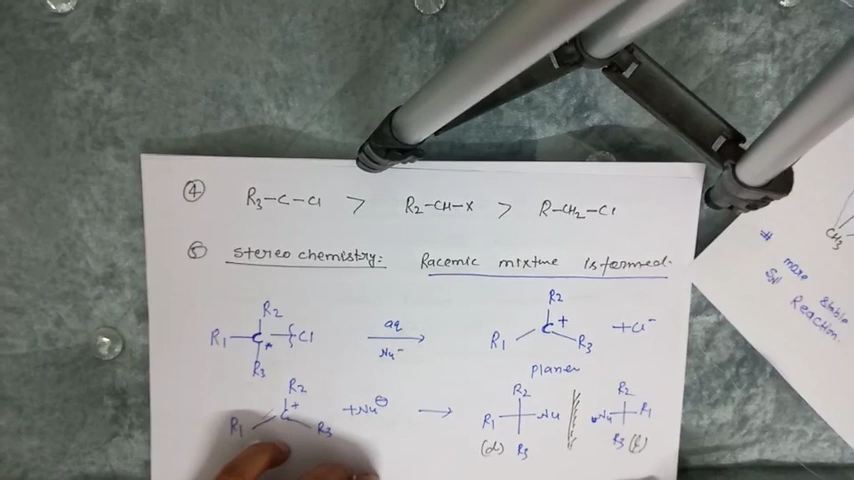 ④ R₃-C-Cl > R₂-CH-X > R-CH₂-Cl
⑤ stereo chemistry: Racemic mixture is formed.
R₂ R₂
R₁-C*-Cl aq → R₁ C+ R₃ +Cl⁻
R₃ Nu⁻ planer
R₂ R₂ R₂
R₁ C+ R₃ +Nu⊖ → R₁ Nu Nu R₁
(d) R₃ R₃ (l)
CH₃
# more stable
SN Reaction.